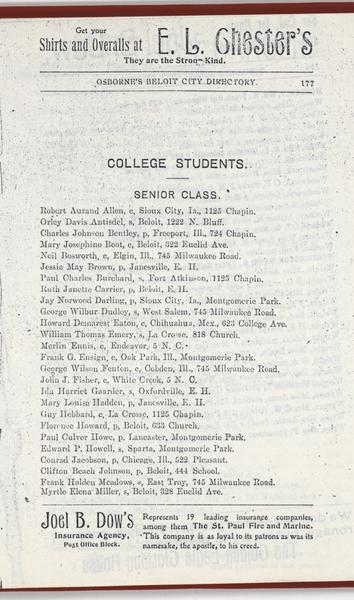 Get your
Shirts and Overalls at E. L. Chester's
They are the Strong Kind.
OSBORNE'S BELOIT CITY DIRECTORY. 177
COLLEGE STUDENTS.
SENIOR CLASS.
Robert Aurand Allen, c, Sioux City, Ia., 1125 Chapin.
Orley Davis Antisdel, s, Beloit, 1222 N. Bluff.
Charles Johnson Bentley, p, Freeport, Ill., 724 Chapin.
Mary Josephine Boot, c, Beloit, 322 Euclid Ave.
Neil Bosworth, c, Elgin, Ill., 745 Milwaukee Road.
Jessie May Brown, p, Janesville, E. H.
Paul Charles Burchard, s, Fort Atkinson, 1125 Chapin.
Ruth Janette Carrier, p, Beloit, E. H.
Jay Norwood Darling, p, Sioux City, Ia., Montgomerie Park.
George Wilbur Dudley, s, West Salem, 745 Milwaukee Road.
Howard Demarest Eaton, c, Chihuahua, Mex., 623 College Ave.
William Thomas Emery, s, La Crosse, 818 Church.
Merlin Ennis, c, Endeavor, 5 N. C.
Frank G. Ensign, c, Oak Park, Ill., Montgomerie Park.
George Wilson Fenton, c, Cobden, Ill., 745 Milwaukee Road.
John J. Fisher, c, White Creek, 5 N. C.
Ida Harriet Gaarder, s, Oxfordville, E. H.
Mary Louise Hadden, p, Janesville, E. H.
Guy Hebbard, c, La Crosse, 1125 Chapin.
Florence Howard, p, Beloit, 633 Church.
Paul Culver Howe, p, Lancaster, Montgomerie Park.
Edward P. Howell, s, Sparta, Montgomerie Park.
Conrad Jacobson, p, Chicago, Ill., 522 Pleasant.
Clifton Beach Johnson, p, Beloit, 444 School.
Frank Holden Meadows, c, East Troy, 745 Milwaukee Road.
Myrtle Elena Miller, s, Beloit, 328 Euclid Ave.
Joel B. Dow's
Insurance Agency,
Post Office Block.
Represents 19 leading insurance companies,
among them The St. Paul Fire and Marine.
This company is as loyal to its patrons as was its
namesake, the apostle, to his creed.